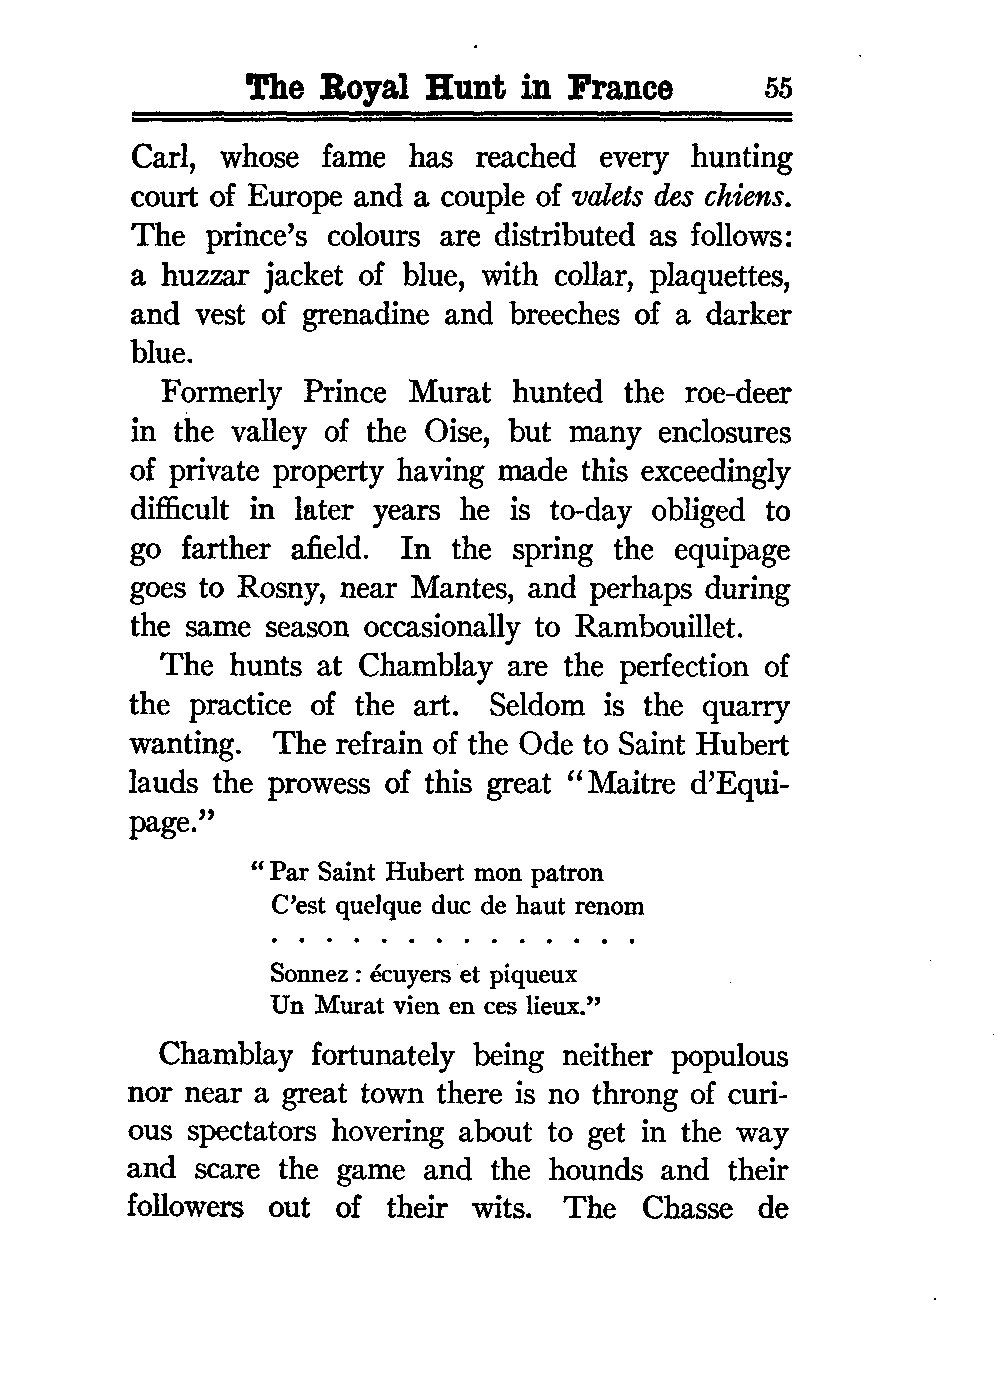 The Royal Hunt in France 55
Carl, whose fame has reached every hunting
court of Europe and a couple of valets des chiens.
The prince's colours are distributed as follows:
a huzzar jacket of blue, with collar, plaquettes,
and vest of grenadine and breeches of a darker
blue.
Formerly Prince Murat hunted the roe-deer
in the valley of the Oise, but many enclosures
of private property having made this exceedingly
difficult in later years he is to-day obliged to
go farther afield. In the spring the equipage
goes to Rosny, near Mantes, and perhaps during
the same season occasionally to Rambouillet.
The hunts at Chamblay are the perfection of
the practice of the art. Seldom is the quarry
wanting. The refrain of the Ode to Saint Hubert
lauds the prowess of this great "Maitre d'Equi-
page."
"Par Saint Hubert mon patron
C'est quelque duc de haut renom
. . . . . . . . . . . . . .
Sonnez : écuyers et piqueux
Un Murat vien en ces lieux."
Chamblay fortunately being neither populous
nor near a great town there is no throng of curi-
ous spectators hovering about to get in the way
and scare the game and the hounds and their
followers out of their wits. The Chasse de